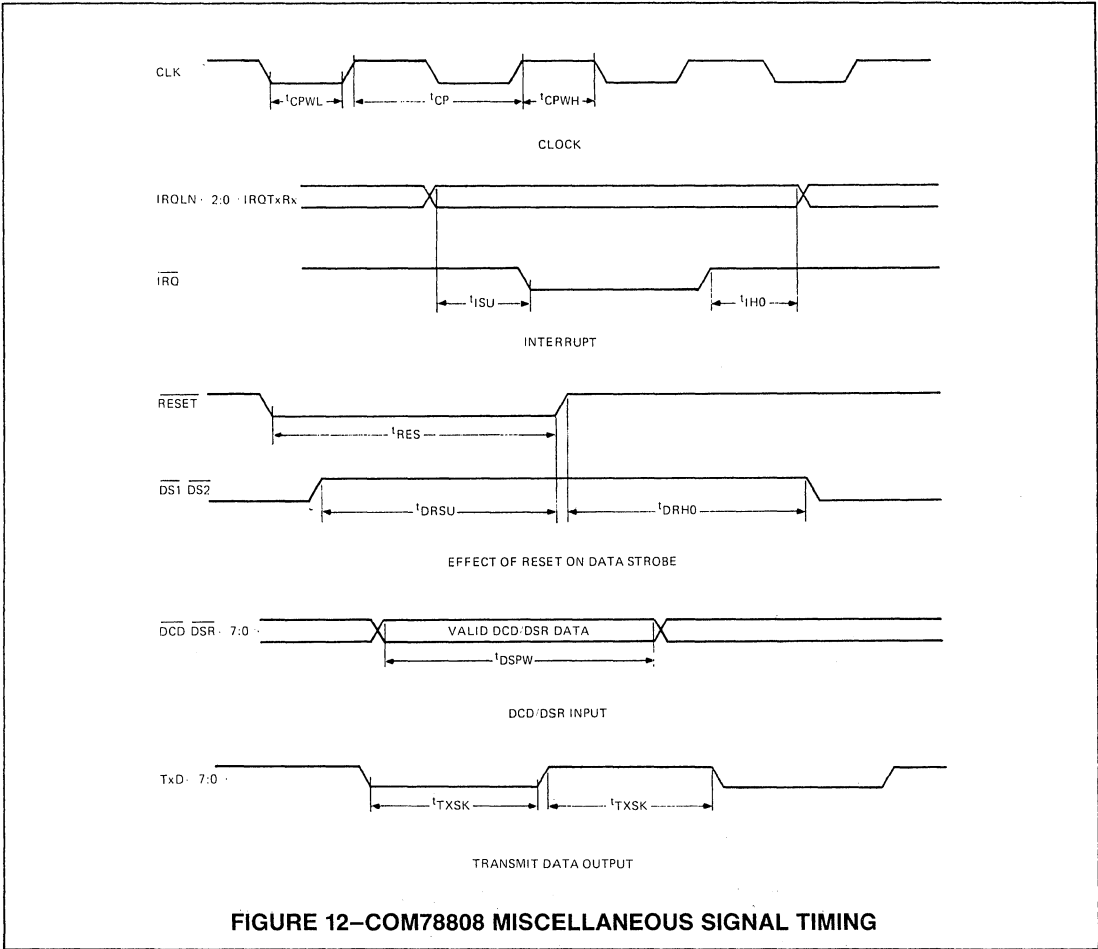 CLK
tCPWL
tCP
tCPWH
CLOCK
IRQLN · 2:0 · IRQTxRx
IRQ
tISU
tIH0
INTERRUPT
RESET
tRES
DS1 DS2
tDRSU
tDRH0
EFFECT OF RESET ON DATA STROBE
DCD DSR · 7:0 ·
VALID DCD/DSR DATA
tDSPW
DCD/DSR INPUT
TxD · 7:0 ·
tTXSK
tTXSK
TRANSMIT DATA OUTPUT
FIGURE 12–COM78808 MISCELLANEOUS SIGNAL TIMING